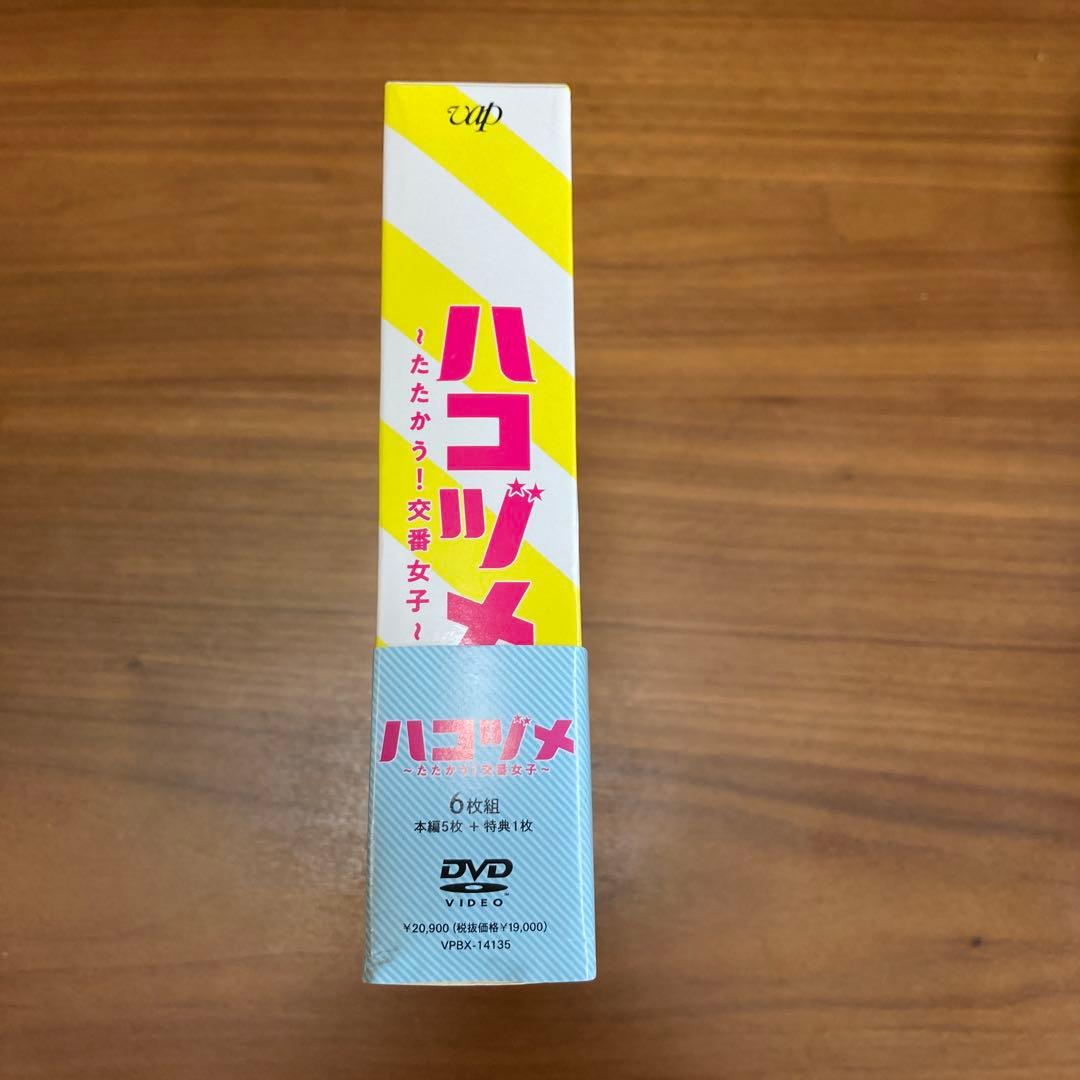 vap
ハコヅメ
～たたかう！交番女子～
ハコヅメ
～たたかう！交番女子～
6枚組
本編5枚 + 特典1枚
DVD
VIDEO™
¥20,900(税抜価格¥19,000)
VPBX-14135